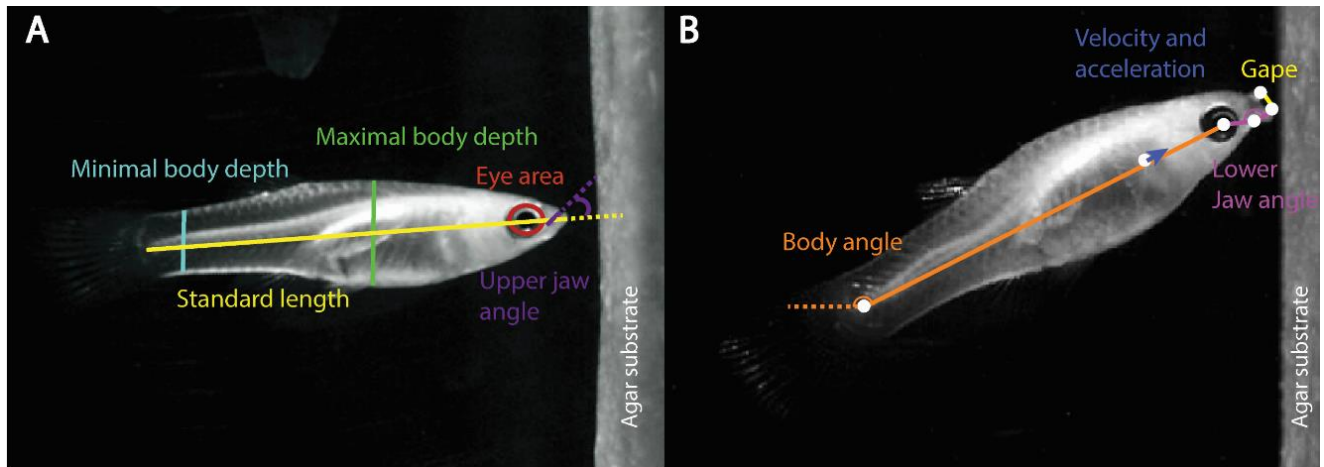 A
Maximal body depth
Minimal body depth
Eye area
Standard length
Upper jaw
angle
Agar substrate
B
Velocity and
acceleration
Gape
Lower
Jaw angle
Body angle
Agar substrate